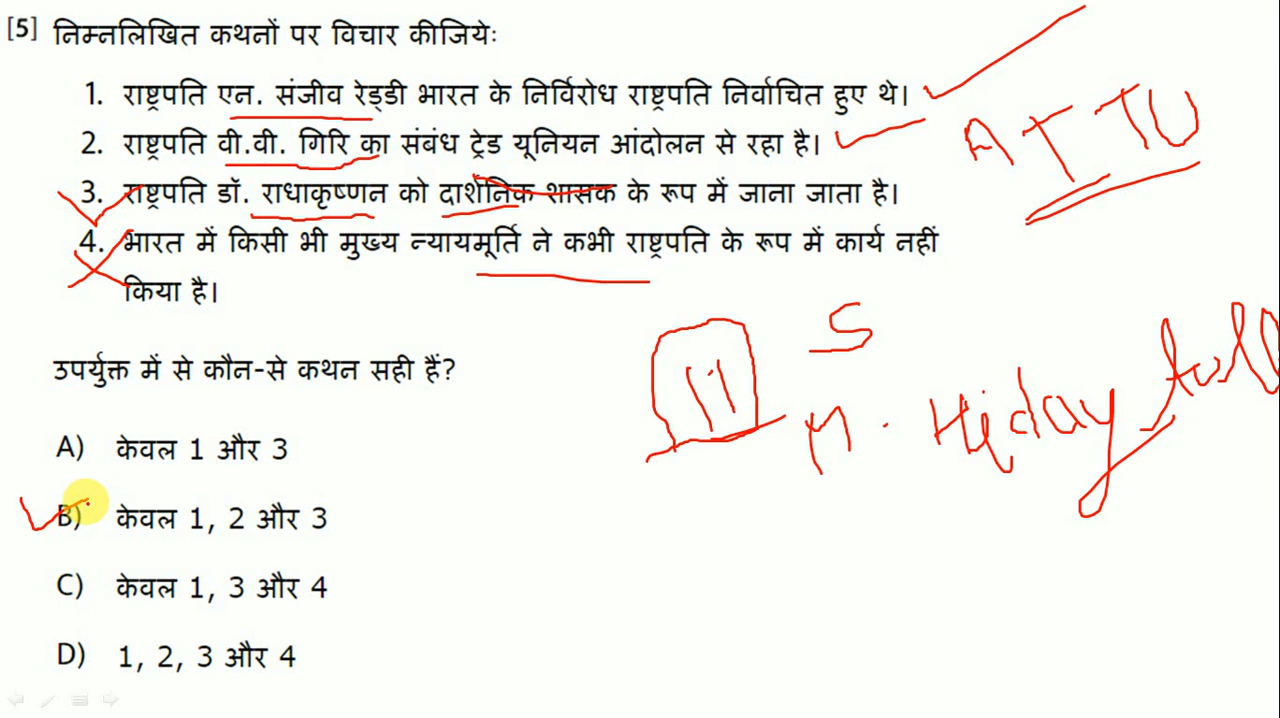 [5] निम्नलिखित कथनों पर विचार कीजियेः
1. राष्ट्रपति एन. संजीव रेड्डी भारत के निर्विरोध राष्ट्रपति निर्वाचित हुए थे।
2. राष्ट्रपति वी.वी. गिरि का संबंध ट्रेड यूनियन आंदोलन से रहा है।
3. राष्ट्रपति डॉ. राधाकृष्णन को दार्शनिक शासक के रूप में जाना जाता है।
4. भारत में किसी भी मुख्य न्यायमूर्ति ने कभी राष्ट्रपति के रूप में कार्य नहीं
किया है।
उपर्युक्त में से कौन-से कथन सही हैं?
A) केवल 1 और 3
B) केवल 1, 2 और 3
C) केवल 1, 3 और 4
D) 1, 2, 3 और 4
M. Hiday